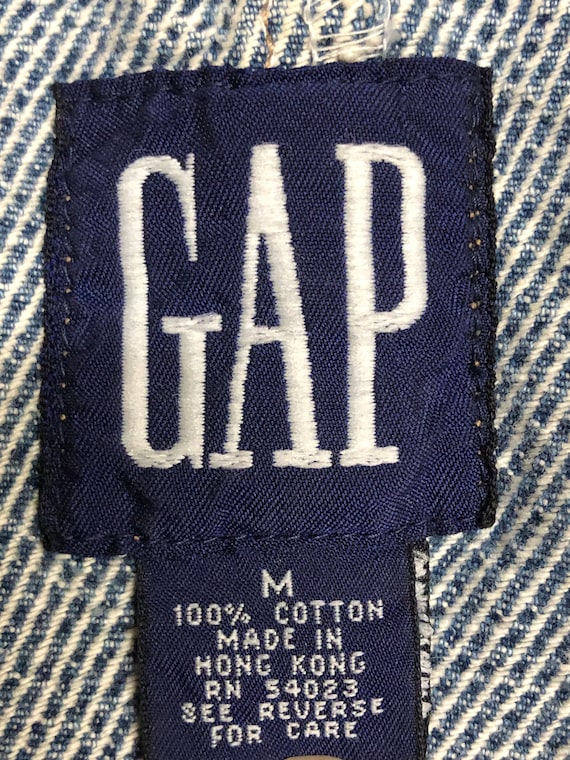 GAP
M
100% COTTON
MADE IN
HONG KONG
RN 54023
SEE REVERSE
FOR CARE